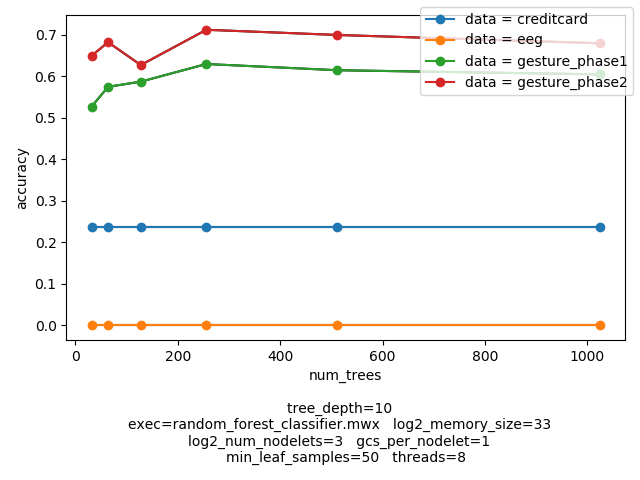 data = creditcard
data = eeg
data = gesture_phase1
data = gesture_phase2
accuracy
0.7
0.6
0.5
0.4
0.3
0.2
0.1
0.0
0 200 400 600 800 1000
num_trees
tree_depth=10
exec=random_forest_classifier.mwx log2_memory_size=33
log2_num_nodelets=3 gcs_per_nodelet=1
min_leaf_samples=50 threads=8